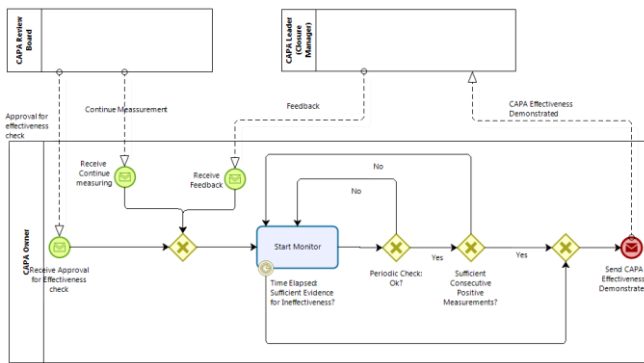 CAPA Review
Board
CAPA Leader
(Closure
Manager)
Approval for
effectiveness
check
Continue Meassurement
Feedback
CAPA Effectiveness
Demonstrated
CAPA Owner
Receive
Continue
measuring
Receive
Feedback
No
No
Start Monitor
Receive Approval
for Effectiveness
check
Time Elapsed:
Sufficient Evidence
for Ineffectiveness?
Periodic Check:
Ok?
Yes
Sufficient
Consecutive
Positive
Measurements?
Yes
Send CAPA
Effectiveness
Demonstrate